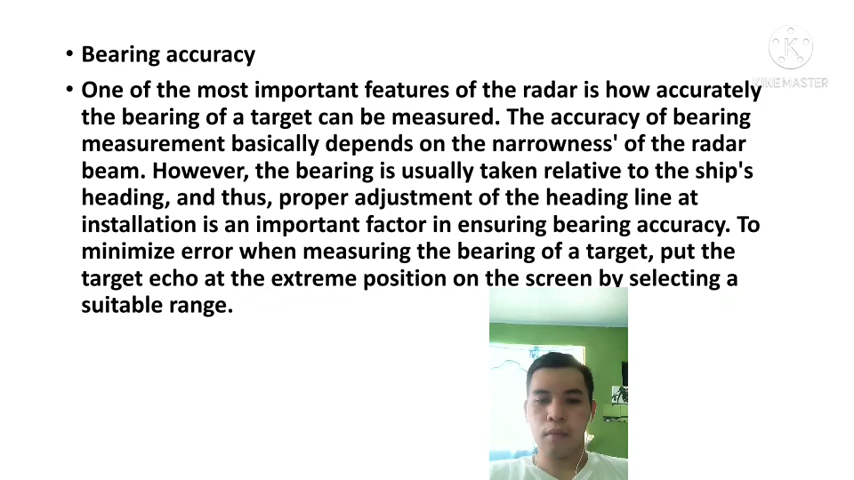 • Bearing accuracy
• One of the most important features of the radar is how accurately
the bearing of a target can be measured. The accuracy of bearing
measurement basically depends on the narrowness' of the radar
beam. However, the bearing is usually taken relative to the ship's
heading, and thus, proper adjustment of the heading line at
installation is an important factor in ensuring bearing accuracy. To
minimize error when measuring the bearing of a target, put the
target echo at the extreme position on the screen by selecting a
suitable range.
K
KINEMASTER